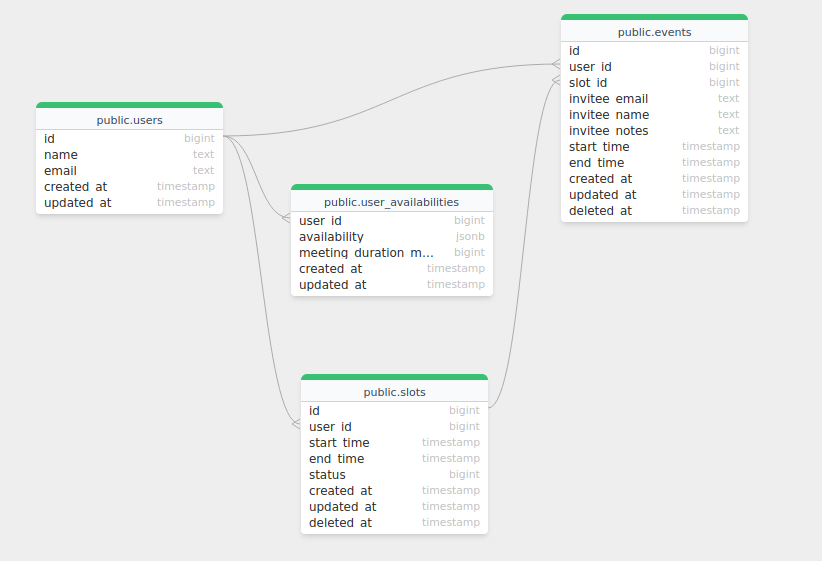 public.events
id bigint
user_id bigint
slot_id bigint
invitee_email text
invitee_name text
invitee_notes text
start_time timestamp
end_time timestamp
created_at timestamp
updated_at timestamp
deleted_at timestamp
public.users
id bigint
name text
email text
created_at timestamp
updated_at timestamp
public.user_availabilities
user_id bigint
availability jsonb
meeting_duration_m... bigint
created_at timestamp
updated_at timestamp
public.slots
id bigint
user_id bigint
start_time timestamp
end_time timestamp
status bigint
created_at timestamp
updated_at timestamp
deleted_at timestamp